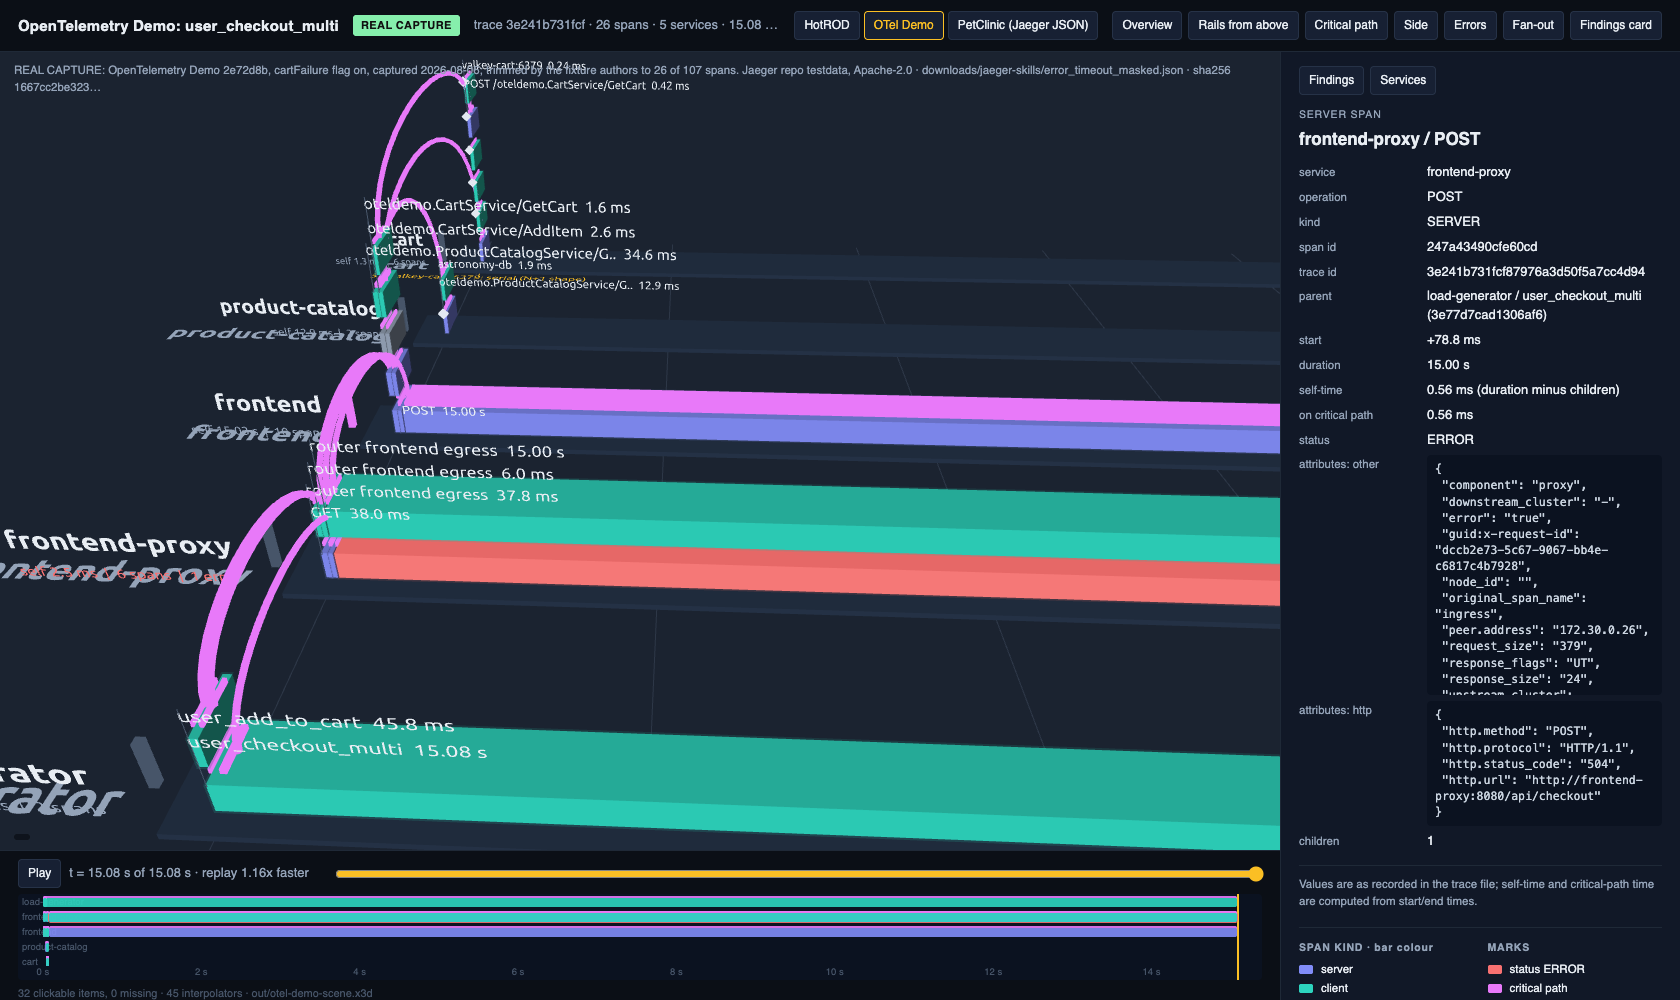 OpenTelemetry Demo: user_checkout_multi
REAL CAPTURE
trace 3e241b731fcf · 26 spans · 5 services · 15.08 ...
HotROD
OTel Demo
PetClinic (Jaeger JSON)
Overview
Rails from above
Critical path
Side
Errors
Fan-out
Findings card
REAL CAPTURE: OpenTelemetry Demo 2e72d8b, cartFailure flag on, captured 2026-08-06, trimmed by the fixture authors to 26 of 107 spans. Jaeger repo testdata, Apache-2.0 · downloads/jaeger-skills/error_timeout_masked.json · sha256
1667cc2be323...
valkey-cart:6379 0.24 ms
POST /oteldemo.CartService/GetCart 0.42 ms
oteldemo.CartService/GetCart 1.6 ms
oteldemo.CartService/AddItem 2.6 ms
cart
oteldemo.ProductCatalogService/G.. 34.6 ms
astronomy-db 1.9 ms
oteldemo.ProductCatalogService/G.. 12.9 ms
product-catalog
product-catalog
frontend
frontend
POST 15.00 s
router frontend egress 15.00 s
router frontend egress 6.0 ms
router frontend egress 37.8 ms
GET 38.0 ms
frontend-proxy
ontend-proxy
user_add_to_cart 45.8 ms
user_checkout_multi 15.08 s
rator
rator
Findings
Services
SERVER SPAN
frontend-proxy / POST
service frontend-proxy
operation POST
kind SERVER
span id 247a43490cfe60cd
trace id 3e241b731fcf87976a3d50f5a7cc4d94
parent load-generator / user_checkout_multi
(3e77d7cad1306af6)
start +78.8 ms
duration 15.00 s
self-time 0.56 ms (duration minus children)
on critical path 0.56 ms
status ERROR
attributes: other
{
"component": "proxy",
"downstream_cluster": "-",
"error": "true",
"guid:x-request-id":
"dccb2e73-5c67-9067-bb4e-
c6817c4b7928",
"node_id": "",
"original_span_name":
"ingress",
"peer.address": "172.30.0.26",
"request_size": "379",
"response_flags": "UT",
"response_size": "24",
"upstream_cluster":
attributes: http
{
"http.method": "POST",
"http.protocol": "HTTP/1.1",
"http.status_code": "504",
"http.url": "http://frontend-
proxy:8080/api/checkout"
}
children 1
Values are as recorded in the trace file; self-time and critical-path time
are computed from start/end times.
SPAN KIND · bar colour
MARKS
server
status ERROR
client
critical path
Play
t = 15.08 s of 15.08 s · replay 1.16x faster
load-
front
front
product-catalog
cart
0 s 2 s 4 s 6 s 8 s 10 s 12 s 14 s
32 clickable items, 0 missing · 45 interpolators · out/otel-demo-scene.x3d